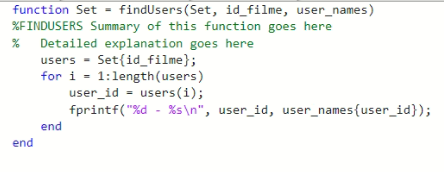 function Set = findUsers(Set, id_filme, user_names)
%FINDUSERS Summary of this function goes here
%   Detailed explanation goes here
    users = Set{id_filme};
    for i = 1:length(users)
        user_id = users(i);
        fprintf("%d - %s\n", user_id, user_names{user_id});
    end
end